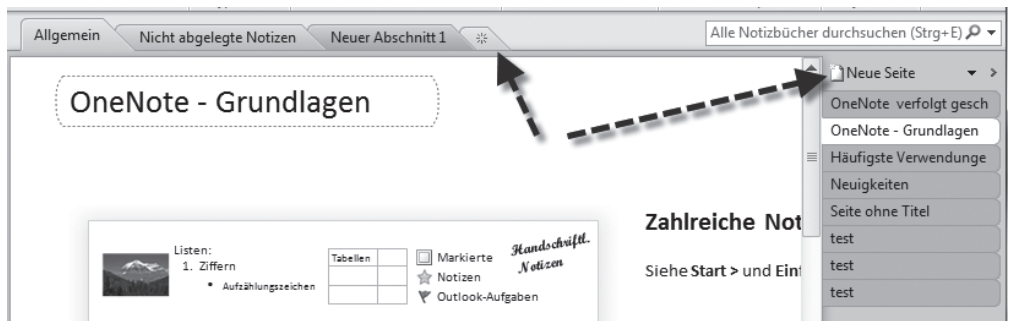 Allgemein Nicht abgelegte Notizen Neuer Abschnitt 1
Alle Notizbücher durchsuchen (Strg+E)
OneNote - Grundlagen
Neue Seite
OneNote verfolgt gesch
OneNote - Grundlagen
Häufigste Verwendunge
Neuigkeiten
Seite ohne Titel
test
test
test
Zahlreiche Not
Siehe Start > und Einf
Listen:
1. Ziffern
• Aufzählungszeichen
Tabellen
Markierte
Notizen
Outlook-Aufgaben
Handschriftl.
Notizen